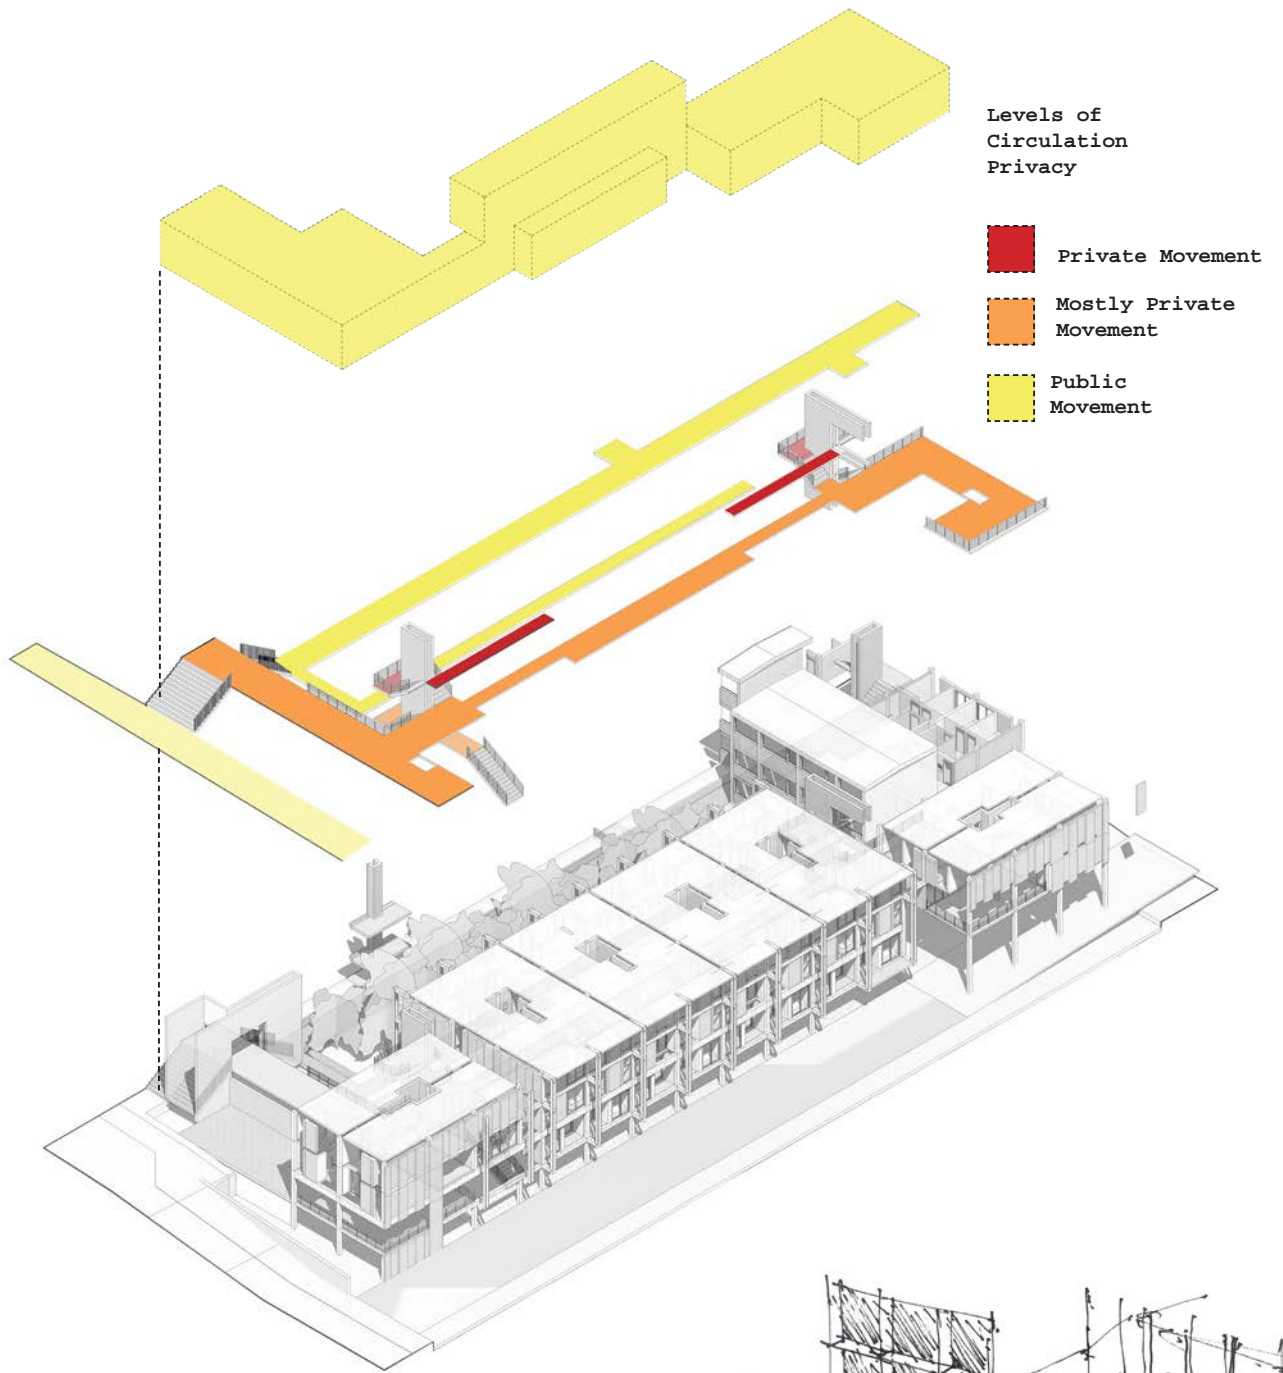 Levels of
Circulation
Privacy
Private Movement
Mostly Private
Movement
Public
Movement